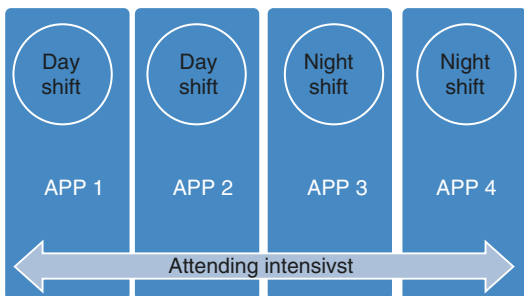 Day shift
Day shift
Night shift
Night shift
APP 1
APP 2
APP 3
APP 4
Attending intensivst